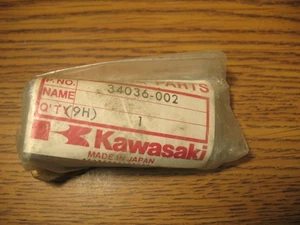 P. NO. PARTS
NAME 34036-002
Q'TY(9H) 1
Kawasaki
MADE IN JAPAN